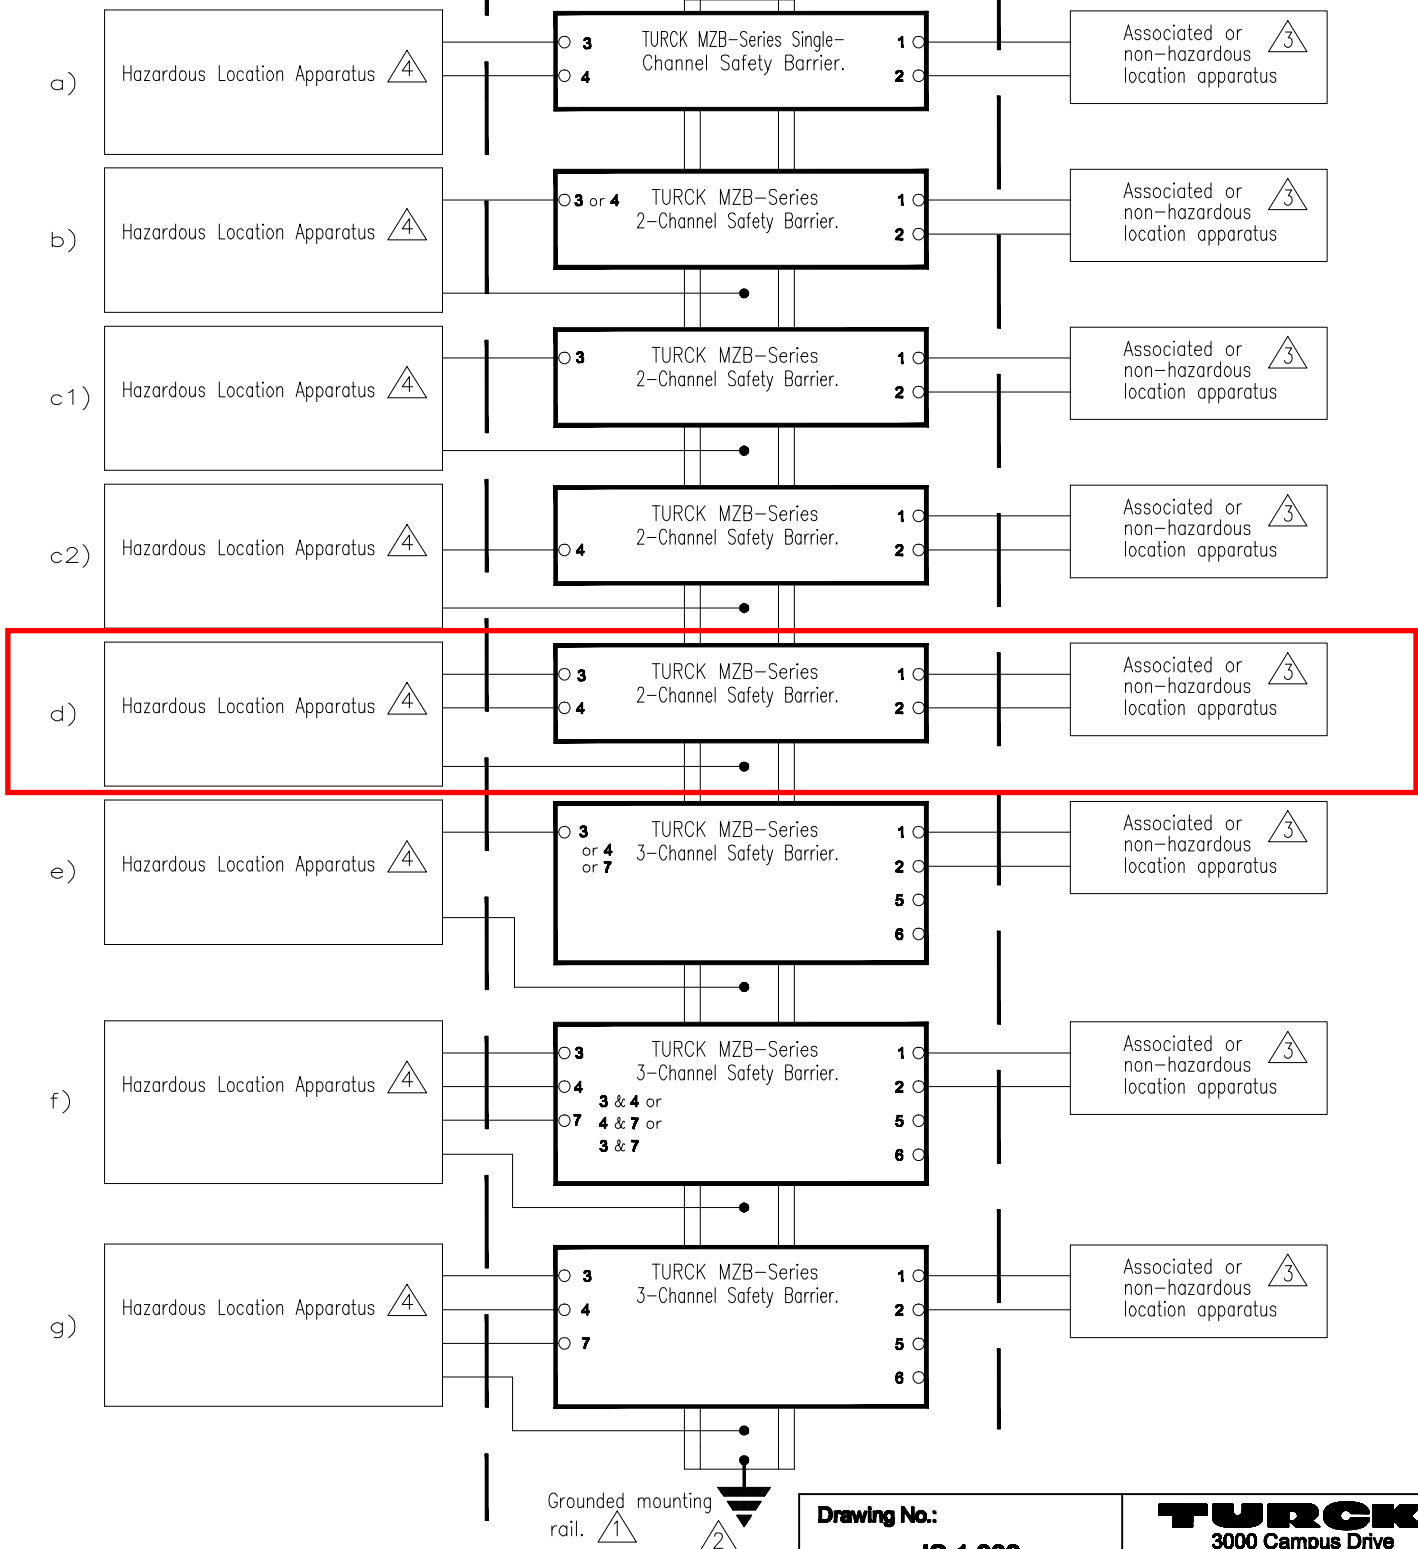 a)
Hazardous Location Apparatus 4
3
4
TURCK MZB-Series Single-
Channel Safety Barrier.
1
2
Associated or
non-hazardous
location apparatus
3
b)
Hazardous Location Apparatus 4
3 or 4
TURCK MZB-Series
2-Channel Safety Barrier.
1
2
Associated or
non-hazardous
location apparatus
3
c1)
Hazardous Location Apparatus 4
3
TURCK MZB-Series
2-Channel Safety Barrier.
1
2
Associated or
non-hazardous
location apparatus
3
c2)
Hazardous Location Apparatus 4
4
TURCK MZB-Series
2-Channel Safety Barrier.
1
2
Associated or
non-hazardous
location apparatus
3
d)
Hazardous Location Apparatus 4
3
4
TURCK MZB-Series
2-Channel Safety Barrier.
1
2
Associated or
non-hazardous
location apparatus
3
e)
Hazardous Location Apparatus 4
3
or 4
or 7
TURCK MZB-Series
3-Channel Safety Barrier.
1
2
5
6
Associated or
non-hazardous
location apparatus
3
f)
Hazardous Location Apparatus 4
3
4
7
3 & 4 or
4 & 7 or
3 & 7
TURCK MZB-Series
3-Channel Safety Barrier.
1
2
5
6
Associated or
non-hazardous
location apparatus
3
g)
Hazardous Location Apparatus 4
3
4
7
TURCK MZB-Series
3-Channel Safety Barrier.
1
2
5
6
Associated or
non-hazardous
location apparatus
3
Grounded mounting
rail. 1
2
Drawing No.:
TURCK
3000 Campus Drive